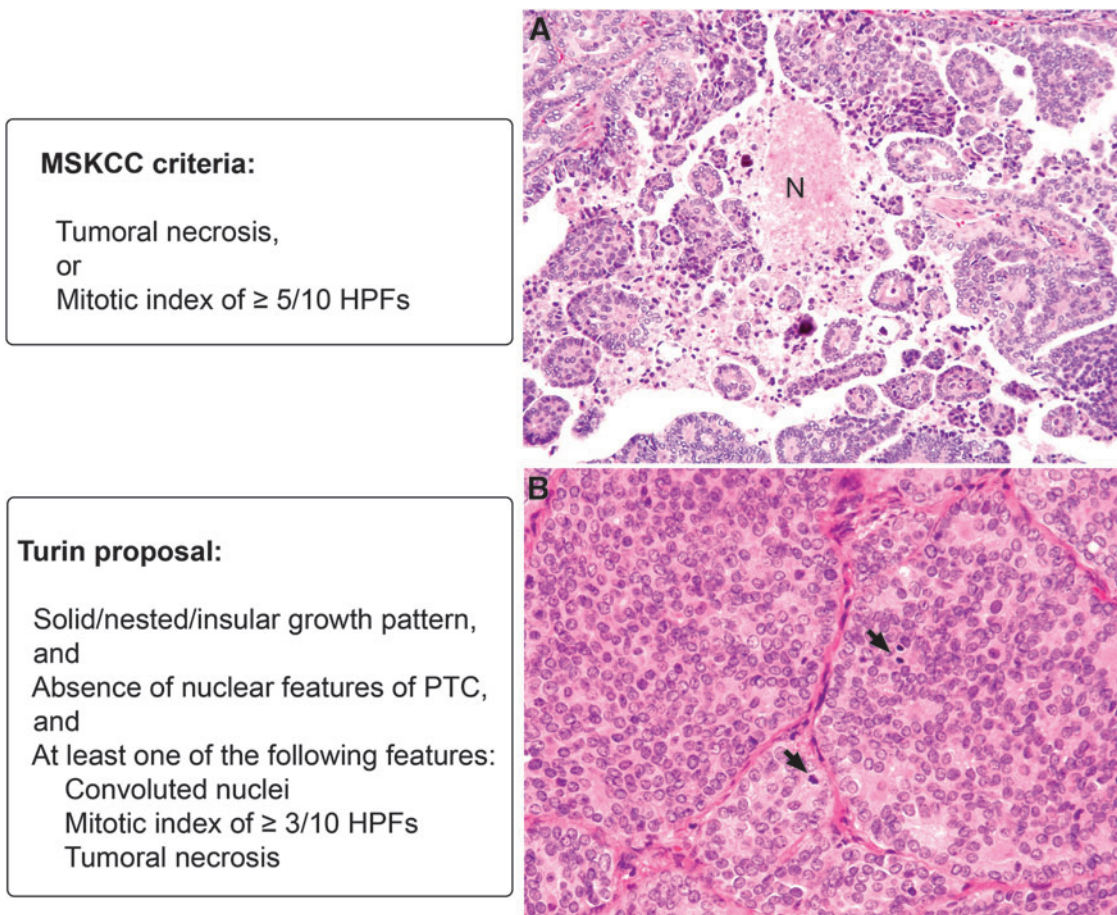 A
MSKCC criteria:
Tumoral necrosis,
or
Mitotic index of ≥ 5/10 HPFs
N
B
Turin proposal:
Solid/nested/insular growth pattern,
and
Absence of nuclear features of PTC,
and
At least one of the following features:
Convoluted nuclei
Mitotic index of ≥ 3/10 HPFs
Tumoral necrosis